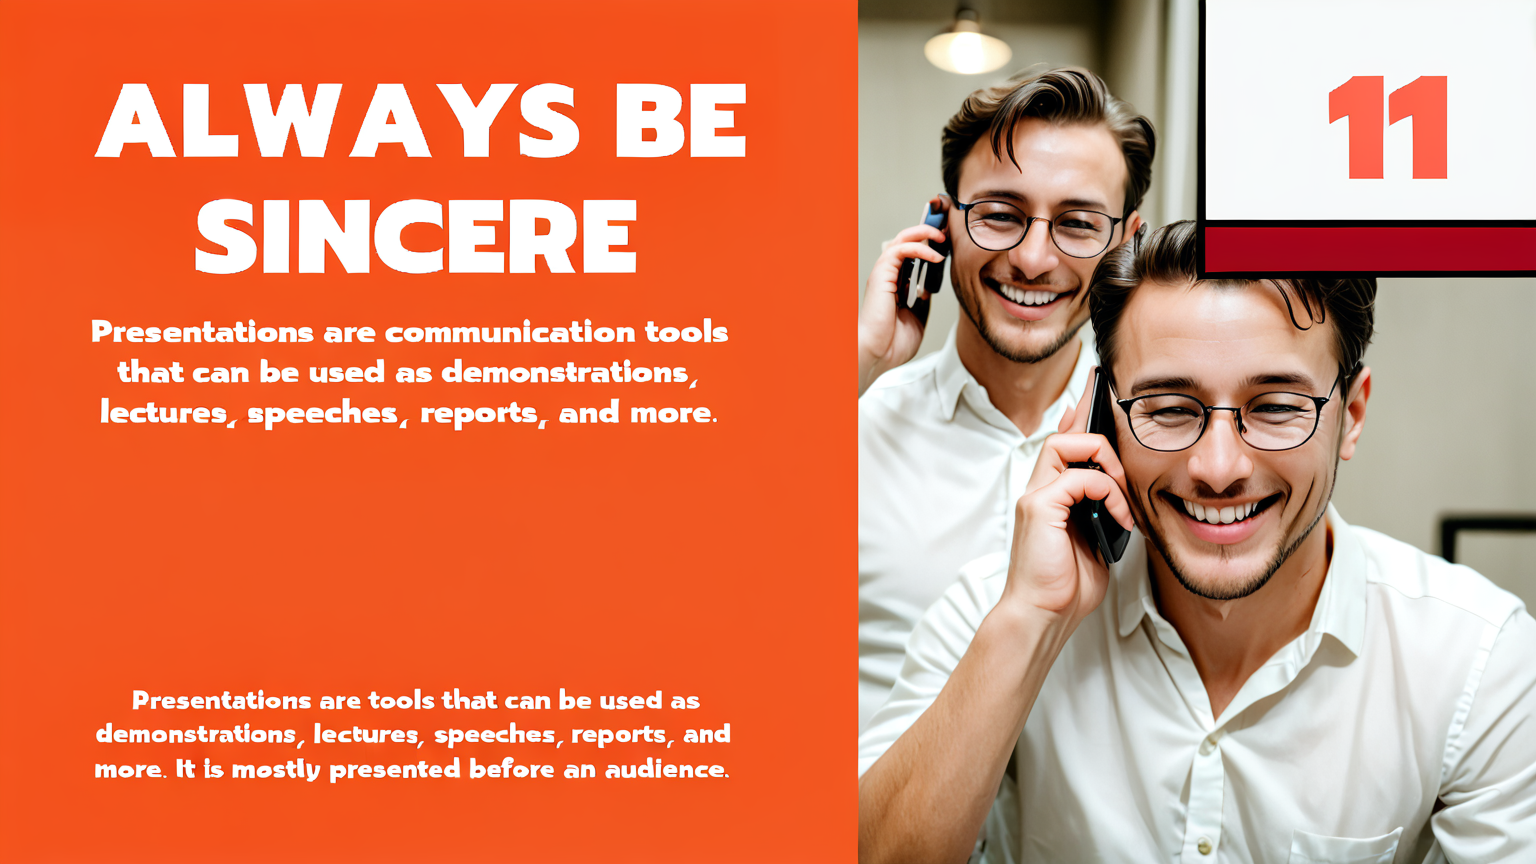 ALWAYS BE
SINCERE
Presentations are communication tools
that can be used as demonstrations,
lectures, speeches, reports, and more.
Presentations are tools that can be used as
demonstrations, lectures, speeches, reports, and
more. It is mostly presented before an audience.
11